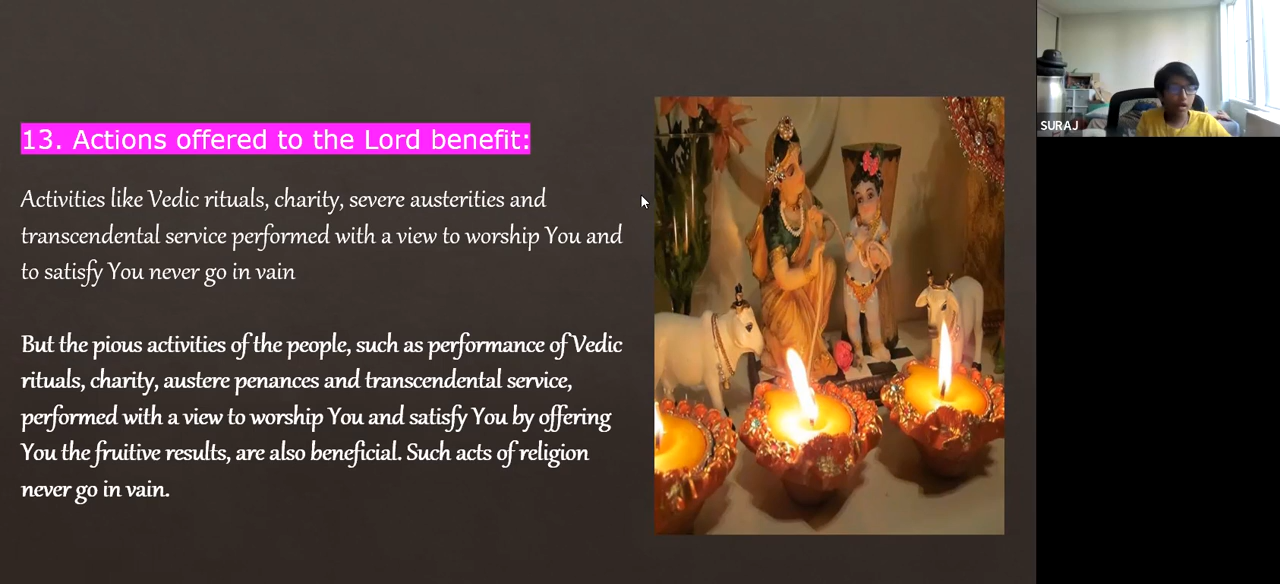 13. Actions offered to the Lord benefit:
Activities like Vedic rituals, charity, severe austerities and
transcendental service performed with a view to worship You and
to satisfy You never go in vain
But the pious activities of the people, such as performance of Vedic
rituals, charity, austere penances and transcendental service,
performed with a view to worship You and satisfy You by offering
You the fruitive results, are also beneficial. Such acts of religion
never go in vain.
SURAJ